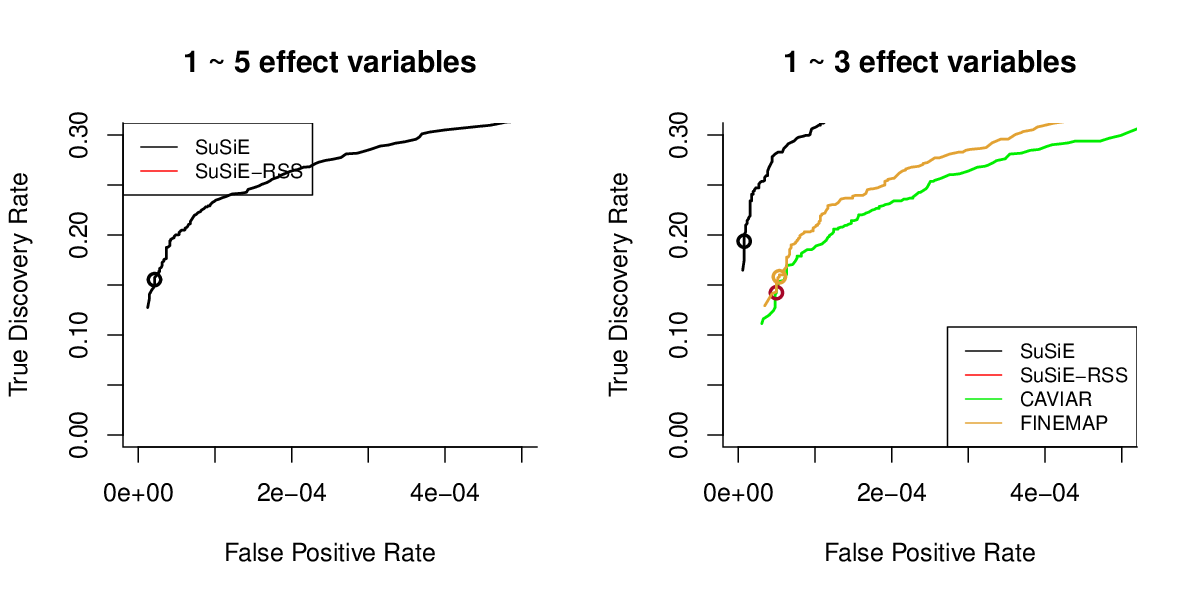 1 ~ 5 effect variables
True Discovery Rate
0.00
0.10
0.20
0.30
SuSiE
SuSiE−RSS
0e+00
2e−04
4e−04
False Positive Rate
1 ~ 3 effect variables
True Discovery Rate
0.00
0.10
0.20
0.30
SuSiE
SuSiE−RSS
CAVIAR
FINEMAP
0e+00
2e−04
4e−04
False Positive Rate